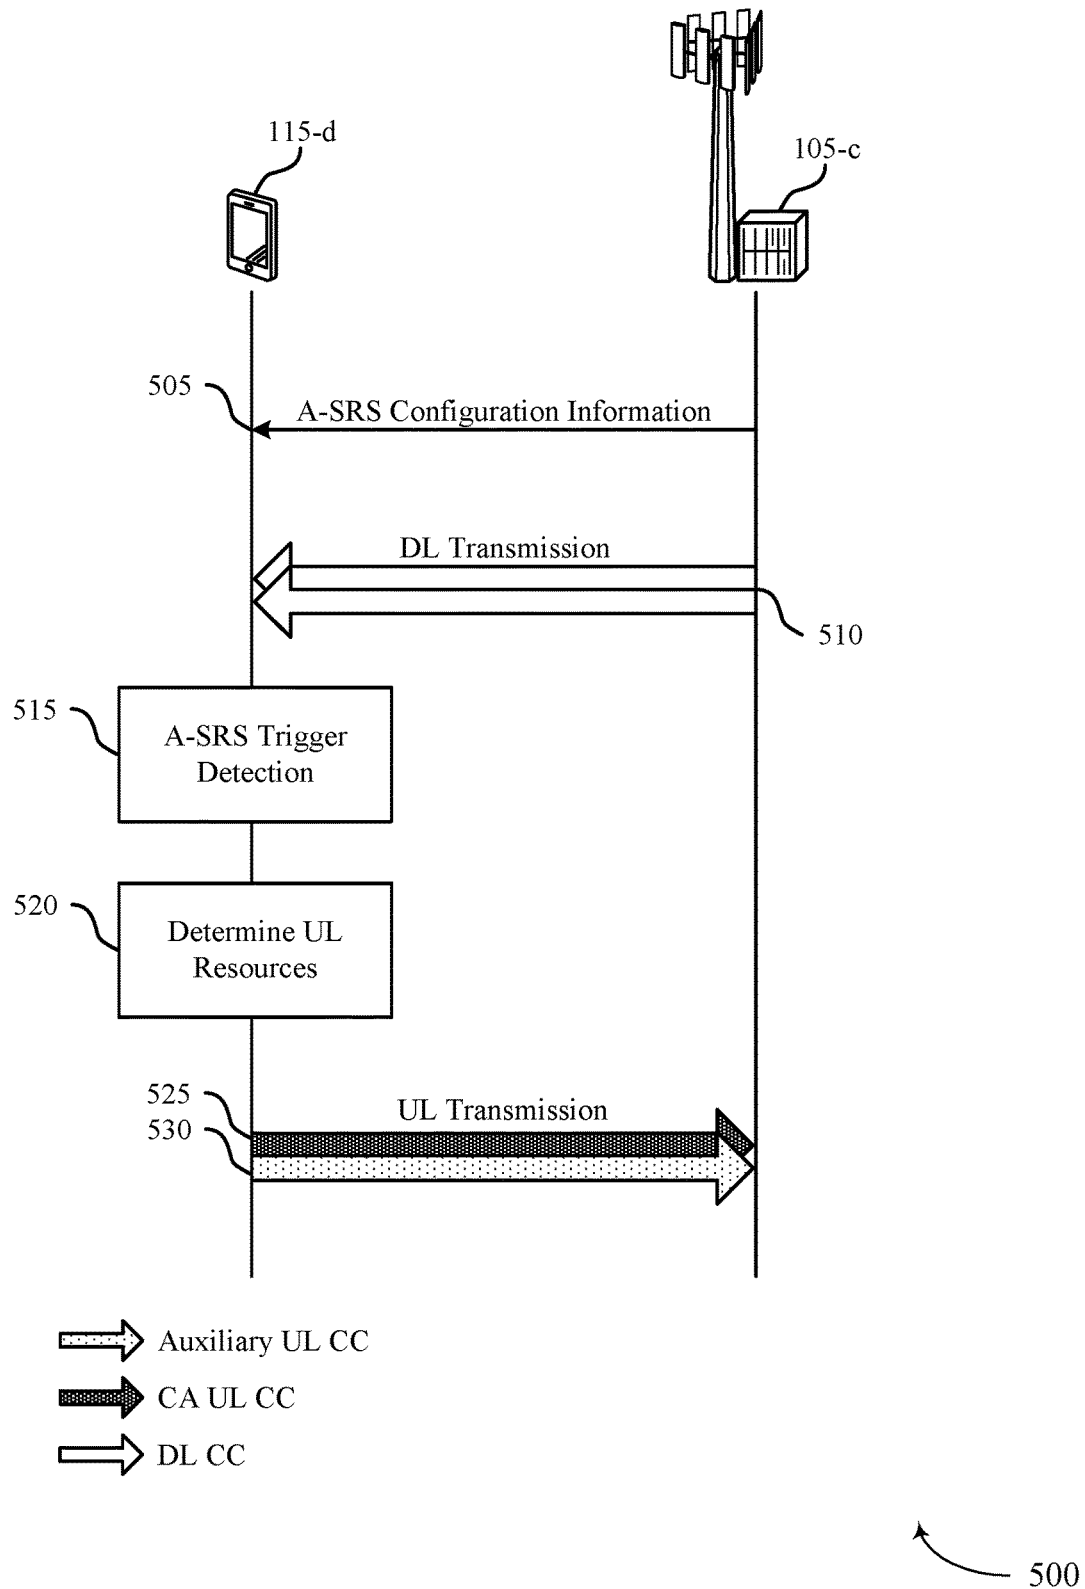 115-d
105-c
505
A-SRS Configuration Information
DL Transmission
510
515
A-SRS Trigger
Detection
520
Determine UL
Resources
525
UL Transmission
530
Auxiliary UL CC
CA UL CC
DL CC
500